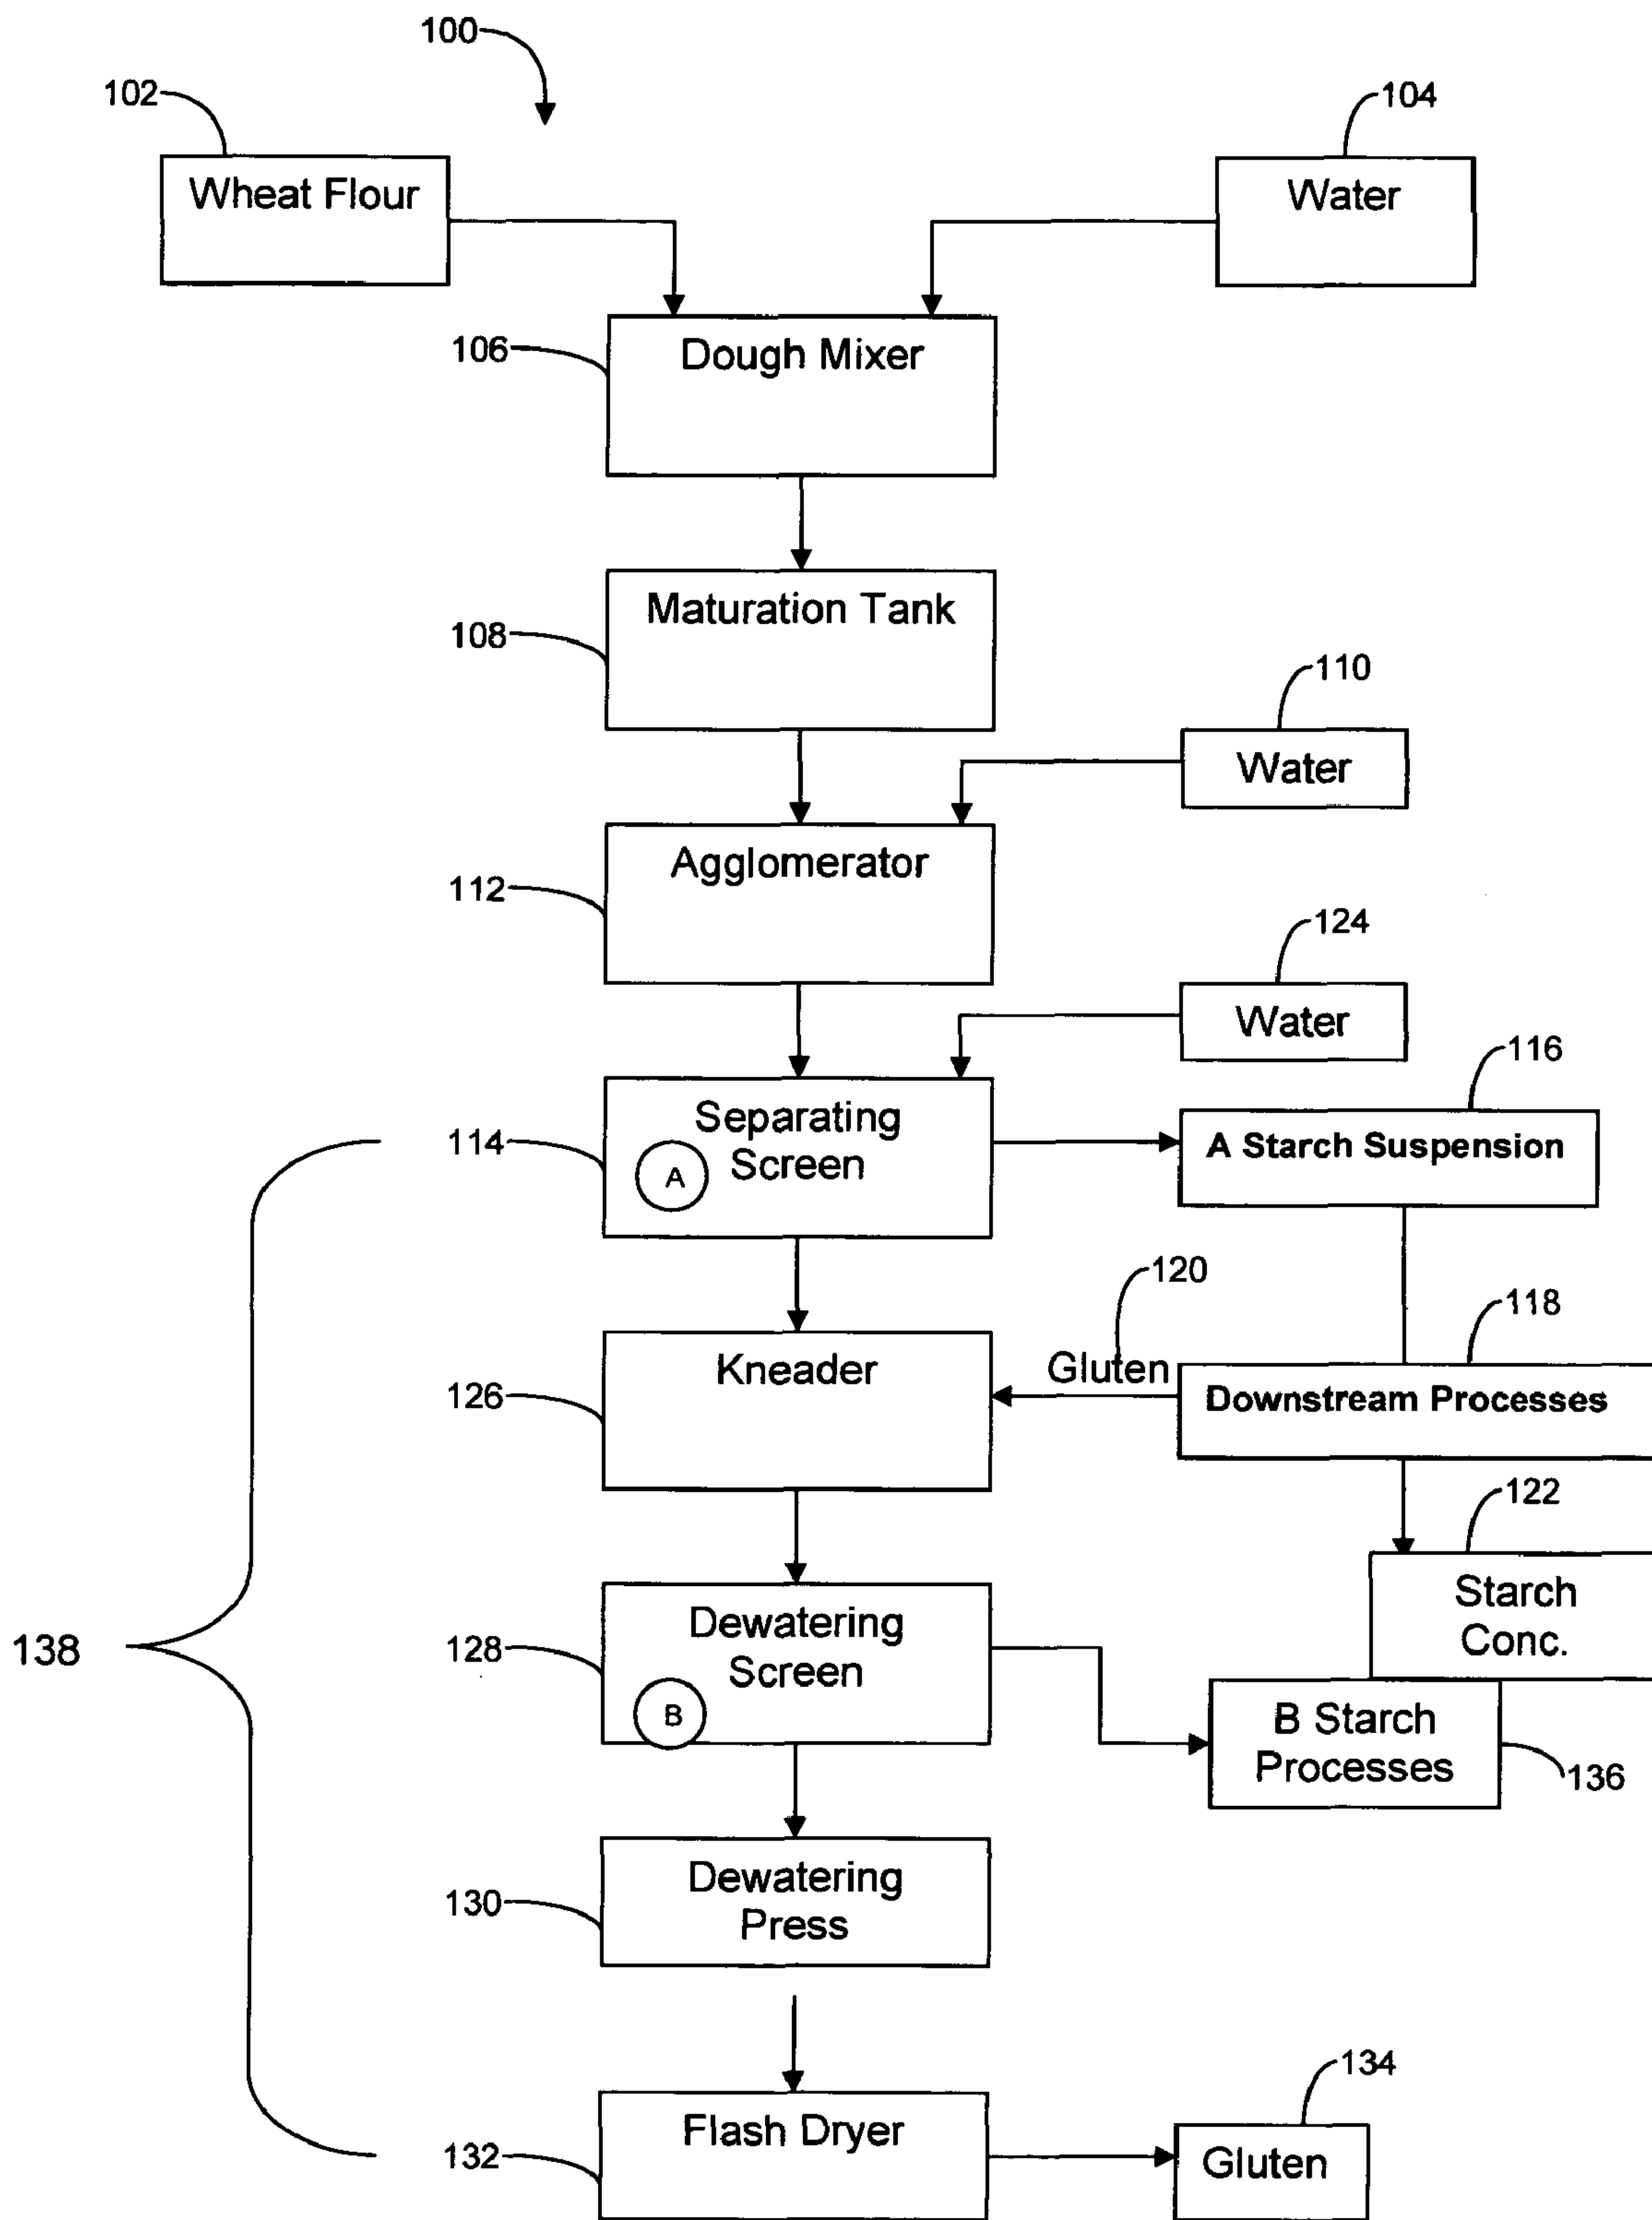 100
102
104
Wheat Flour
Water
106
Dough Mixer
108
Maturation Tank
110
Water
112
Agglomerator
124
Water
116
114
Separating
Screen
A
A Starch Suspension
120
118
126
Kneader
Gluten
Downstream Processes
122
138
128
Dewatering
Screen
B
Starch
Conc.
B Starch
Processes
136
130
Dewatering
Press
134
132
Flash Dryer
Gluten